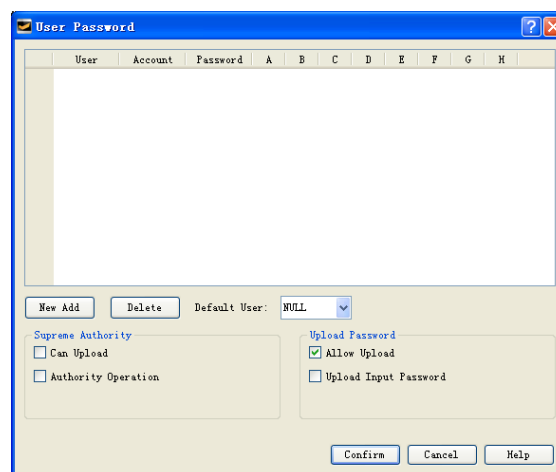 User Password
User Account Password A B C D E F G H
New Add Delete Default User: NULL
Supreme Authority
Can Upload
Authority Operation
Upload Password
Allow Upload
Upload Input Password
Confirm Cancel Help